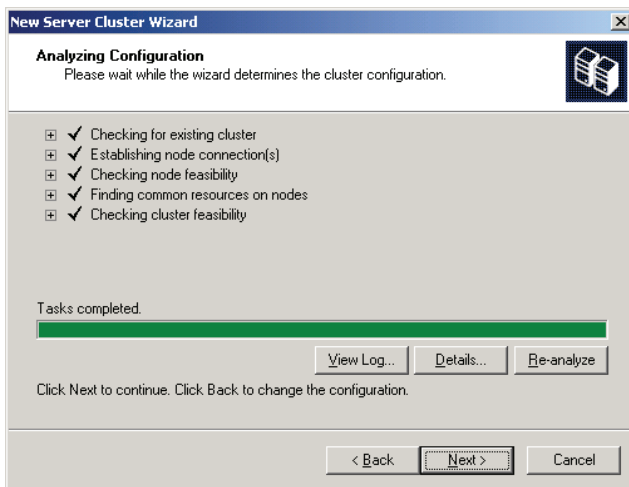 New Server Cluster Wizard
Analyzing Configuration
Please wait while the wizard determines the cluster configuration.
Checking for existing cluster
Establishing node connection(s)
Checking node feasibility
Finding common resources on nodes
Checking cluster feasibility
Tasks completed.
View Log... Details... Re-analyze
Click Next to continue. Click Back to change the configuration.
< Back Next > Cancel